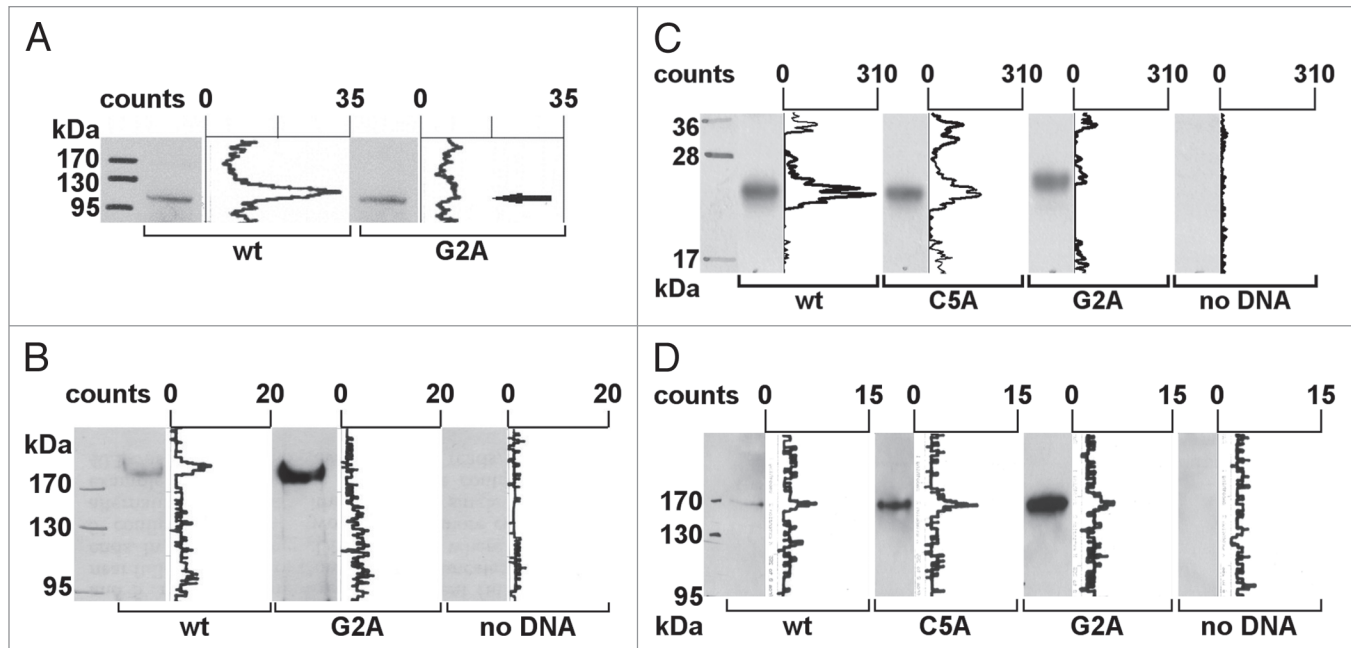 A
counts 0 35 0 35
kDa
170
130
95
wt G2A
B
counts 0 20 0 20 0 20
kDa
170
130
95
wt G2A no DNA
C
counts 0 310 0 310 0 310 0 310
36
28
17
kDa
wt C5A G2A no DNA
D
counts 0 15 0 15 0 15 0 15
170
130
95
kDa
wt C5A G2A no DNA